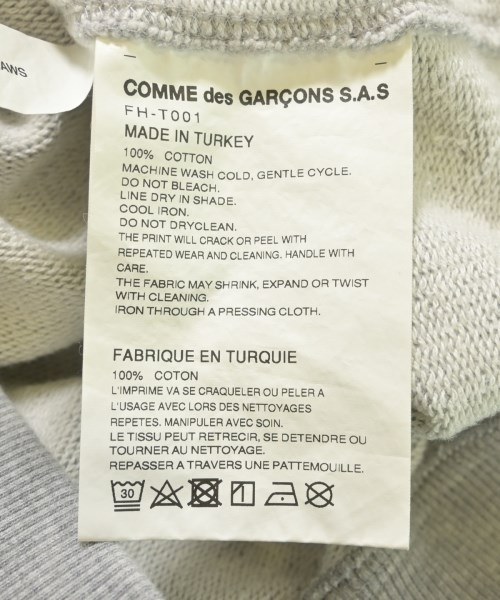 AWS
COMME des GARÇONS S.A.S
FH-T001
MADE IN TURKEY
100% COTTON
MACHINE WASH COLD, GENTLE CYCLE.
DO NOT BLEACH.
LINE DRY IN SHADE.
COOL IRON.
DO NOT DRYCLEAN.
THE PRINT WILL CRACK OR PEEL WITH
REPEATED WEAR AND CLEANING. HANDLE WITH
CARE.
THE FABRIC MAY SHRINK, EXPAND OR TWIST
WITH CLEANING.
IRON THROUGH A PRESSING CLOTH.
FABRIQUE EN TURQUIE
100% COTTON
L'IMPRIME VA SE CRAQUELER OU PELER A
L'USAGE AVEC LORS DES NETTOYAGES
REPETES. MANIPULER AVEC SOIN.
LE TISSU PEUT RETRECIR, SE DETENDRE OU
TOURNER AU NETTOYAGE.
REPASSER A TRAVERS UNE PATTEMOUILLE.
30